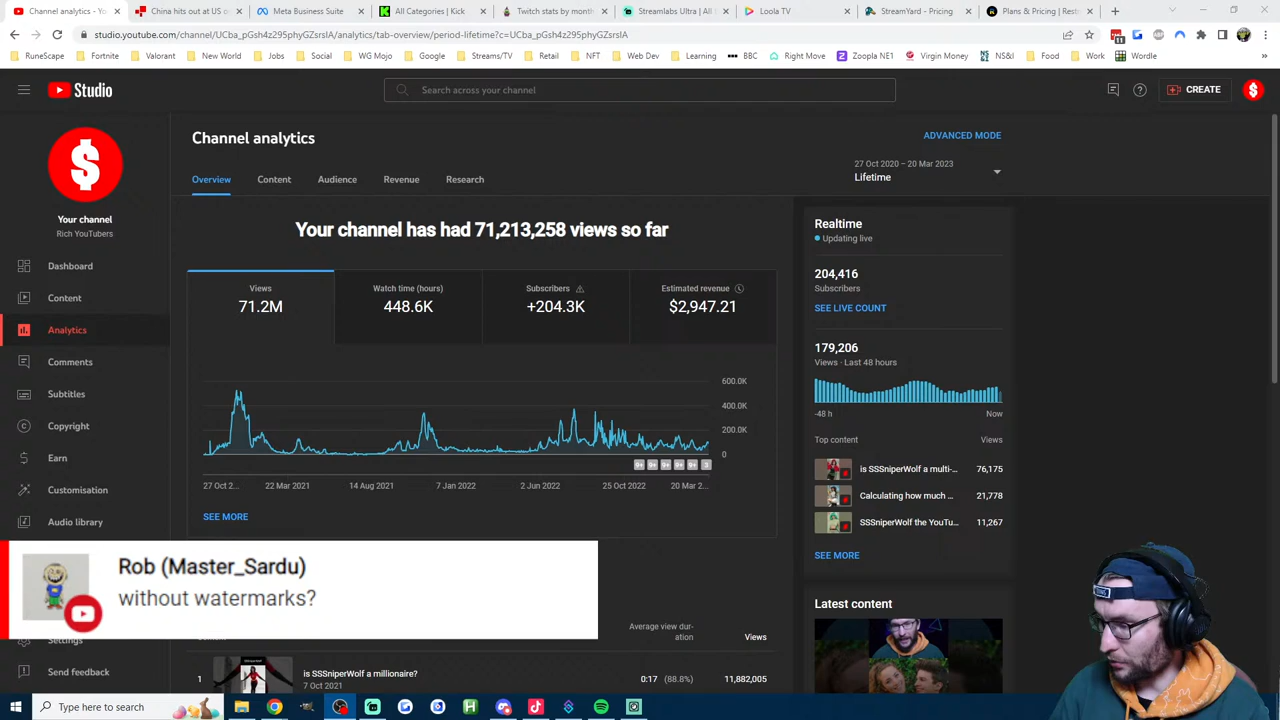 Channel analytics - YouTu
China hits out at US over
Meta Business Suite
All Categories | Kick
Twitch stats by month
Streamlabs Ultra | All
Loola TV
StreamYard - Pricing
Plans & Pricing | Rest
studio.youtube.com/channel/UCba_pGsh4z295phyGZsrslA/analytics/tab-overview/period-lifetime?c=UCba_pGsh4z295phyGZsrslA
RuneScape
Fortnite
Valorant
New World
Jobs
Social
WG Mojo
Google
Streams/TV
Retail
NFT
Web Dev
Learning
BBC
Right Move
Zoopla NE1
Virgin Money
NS&I
Food
Work
Wordle
Studio
Search across your channel
CREATE
Your channel
Rich YouTubers
Dashboard
Content
Analytics
Comments
Subtitles
Copyright
Earn
Customisation
Audio library
Settings
Send feedback
Channel analytics
ADVANCED MODE
27 Oct 2020 – 20 Mar 2023
Lifetime
Overview
Content
Audience
Revenue
Research
Your channel has had 71,213,258 views so far
Views
71.2M
Watch time (hours)
448.6K
Subscribers
+204.3K
Estimated revenue
$2,947.21
600.0K
400.0K
200.0K
0
9+ 9+ 9+ 9+ 9+ 3
27 Oct 2...
22 Mar 2021
14 Aug 2021
7 Jan 2022
2 Jun 2022
25 Oct 2022
20 Mar 2...
SEE MORE
Rob (Master_Sardu)
without watermarks?
Average view dur-
ation
Views
1
is SSSniperWolf a millionaire?
7 Oct 2021
0:17 (88.8%)
11,882,005
Realtime
Updating live
204,416
Subscribers
SEE LIVE COUNT
179,206
Views · Last 48 hours
-48 h
Now
Top content
Views
is SSSniperWolf a multi-...
76,175
Calculating how much ...
21,778
SSSniperWolf the YouTu...
11,267
SEE MORE
Latest content
Type here to search